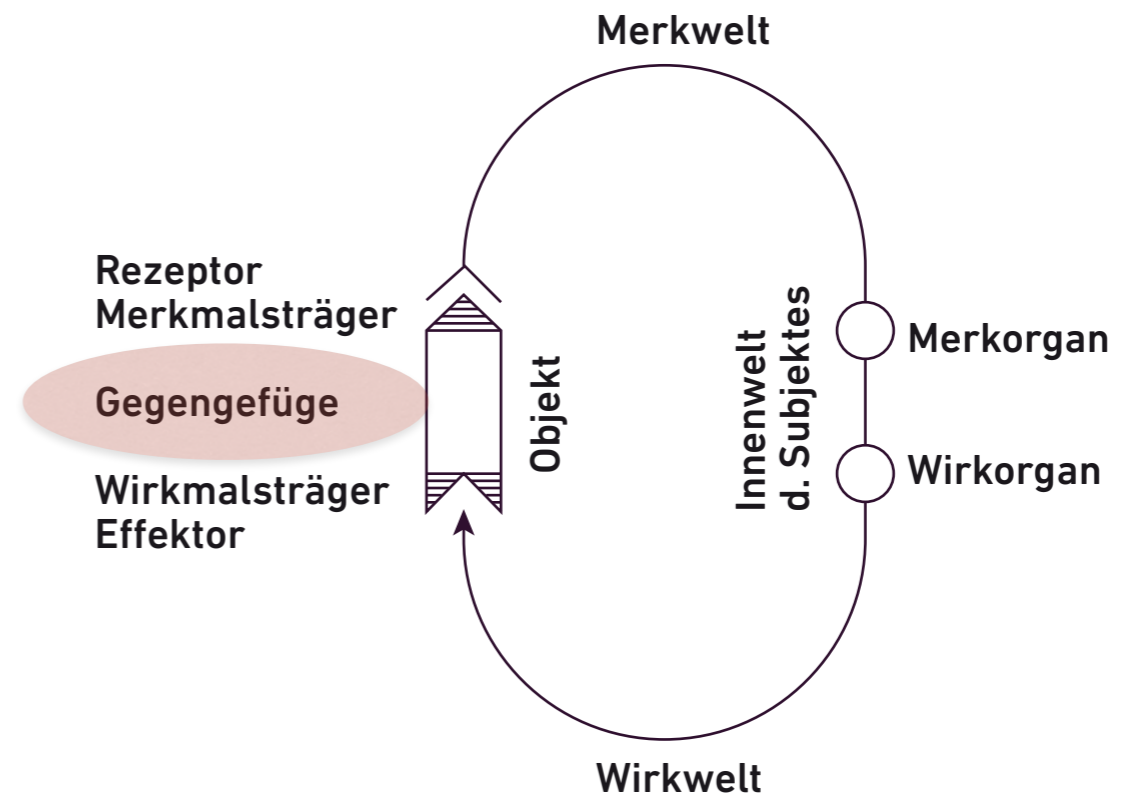 Merkwelt
Rezeptor
Merkmalsträger
Gegengefüge
Wirkmalsträger
Effektor
Objekt
Innenwelt
d. Subjektes
Merkorgan
Wirkorgan
Wirkwelt